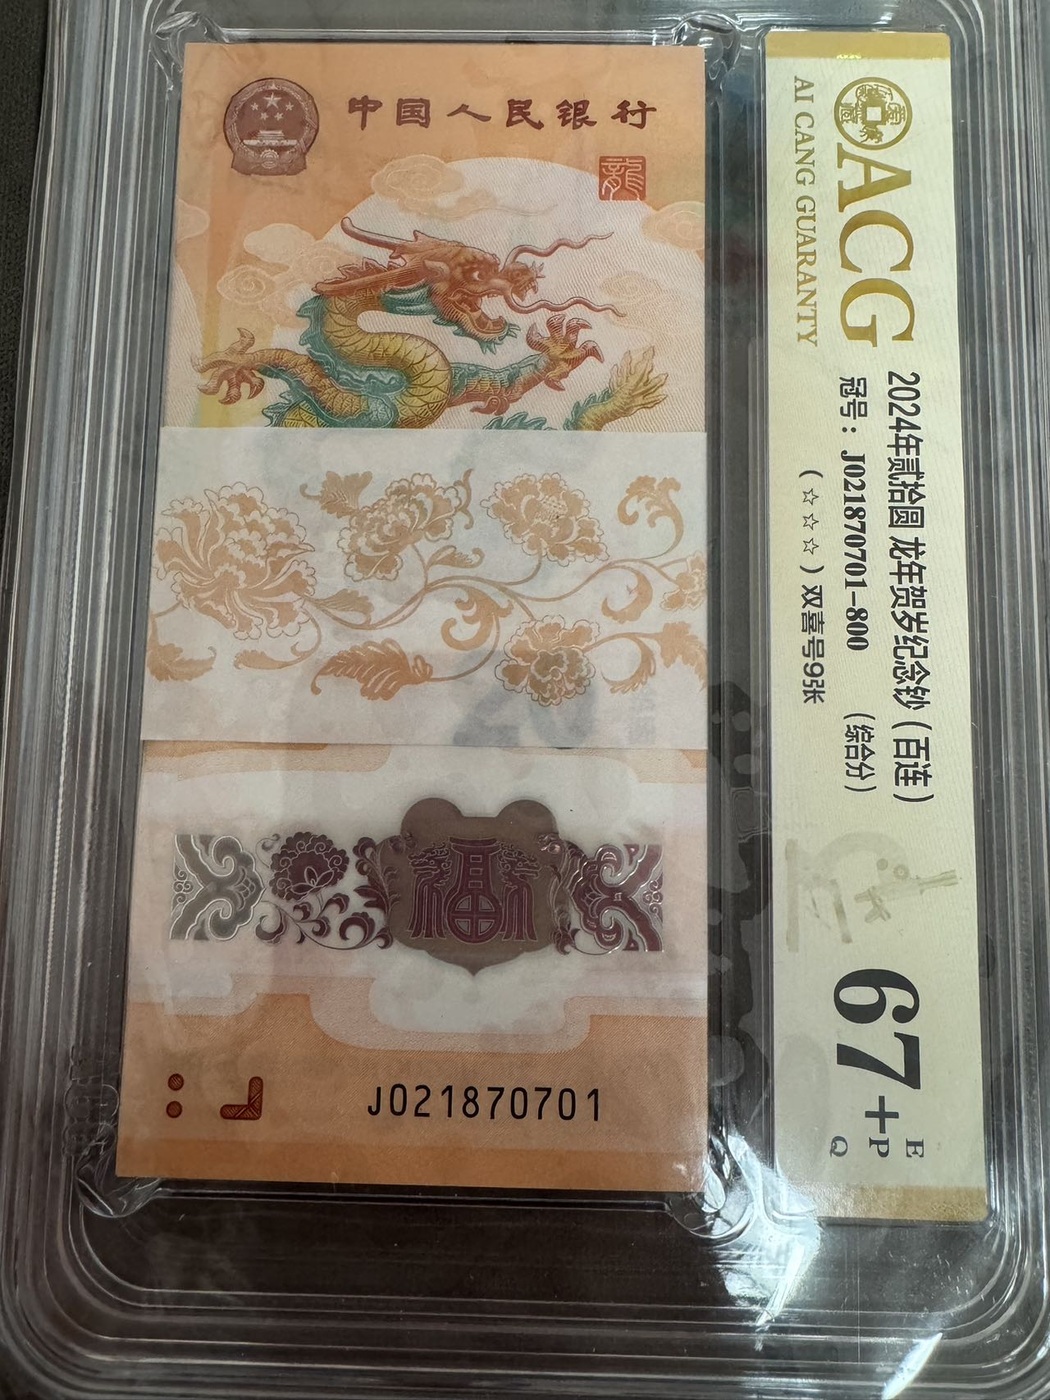 中国人民银行
龍
福
J021870701
ACG
AI CANG GUARANTY
2024年贰拾圆 龙年贺岁纪念钞（百连）
冠号：J021870701-800 （综合分）
（☆☆☆☆）双喜号9张
67+
E
P
Q